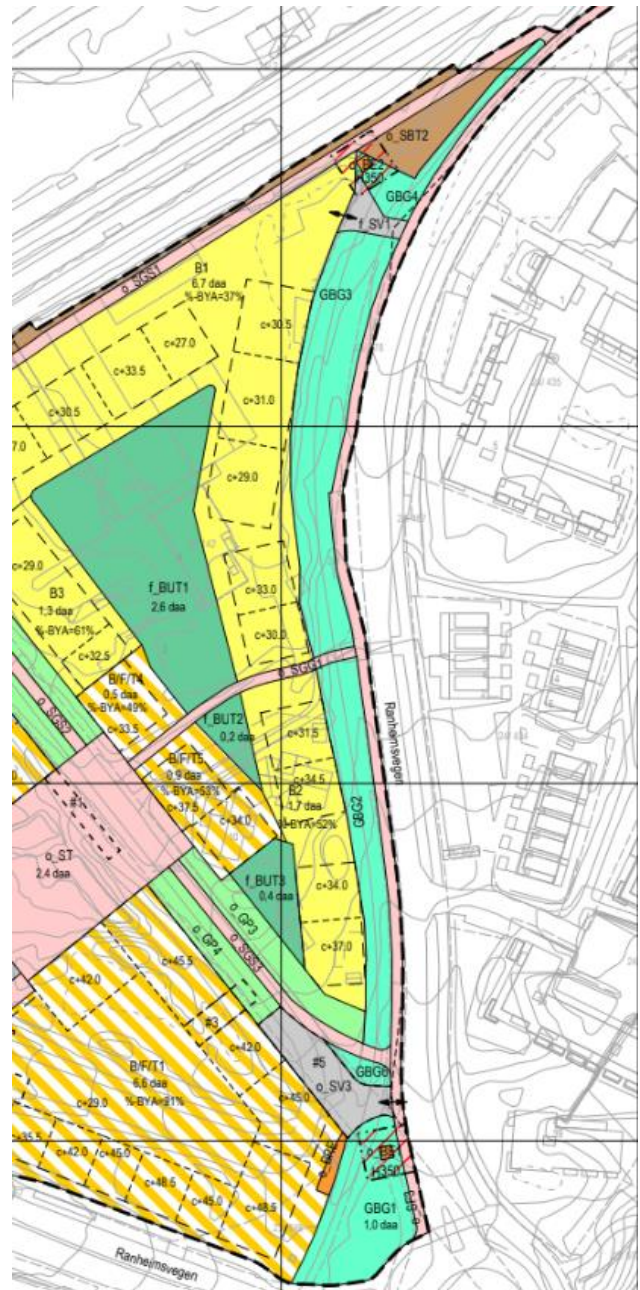 o_SBT2
H350
GBG4
f_SV1
o_SGS1
B1
6,7 daa
%-BYA=37%
GBG3
c+30.5
c+27.0
c+33.5
c+31.0
c+30.5
c+29.0
c+29.0
B3
1,3 daa
%-BYA=61%
f_BUT1
2,6 daa
c+33.0
c+30.0
c+32.5
B/F/T4
0,5 daa
%-BYA=49%
c+33.5
o_SGG1
o_SGS2
f_BUT2
0,2 daa
c+31.5
Ranheimsvegen
B/F/T5
0,9 daa
%-BYA=53%
c+37.5
c+34.0
c+34.5
B2
1,7 daa
%-BYA=52%
GBG2
#1
o_ST
2,4 daa
f_BUT3
0,4 daa
c+34.0
c+37.0
o_GP3
o_SGS3
o_GP4
c+45.5
c+42.0
#3
c+42.0
#5
o_SV3
GBG6
B/F/T1
6,6 daa
%-BYA=91%
c+29.0
c+45.0
c+42.0
c+45.0
c+48.5
c+45.0
c+48.5
H350
GBG1
1,0 daa
Ranheimsvegen